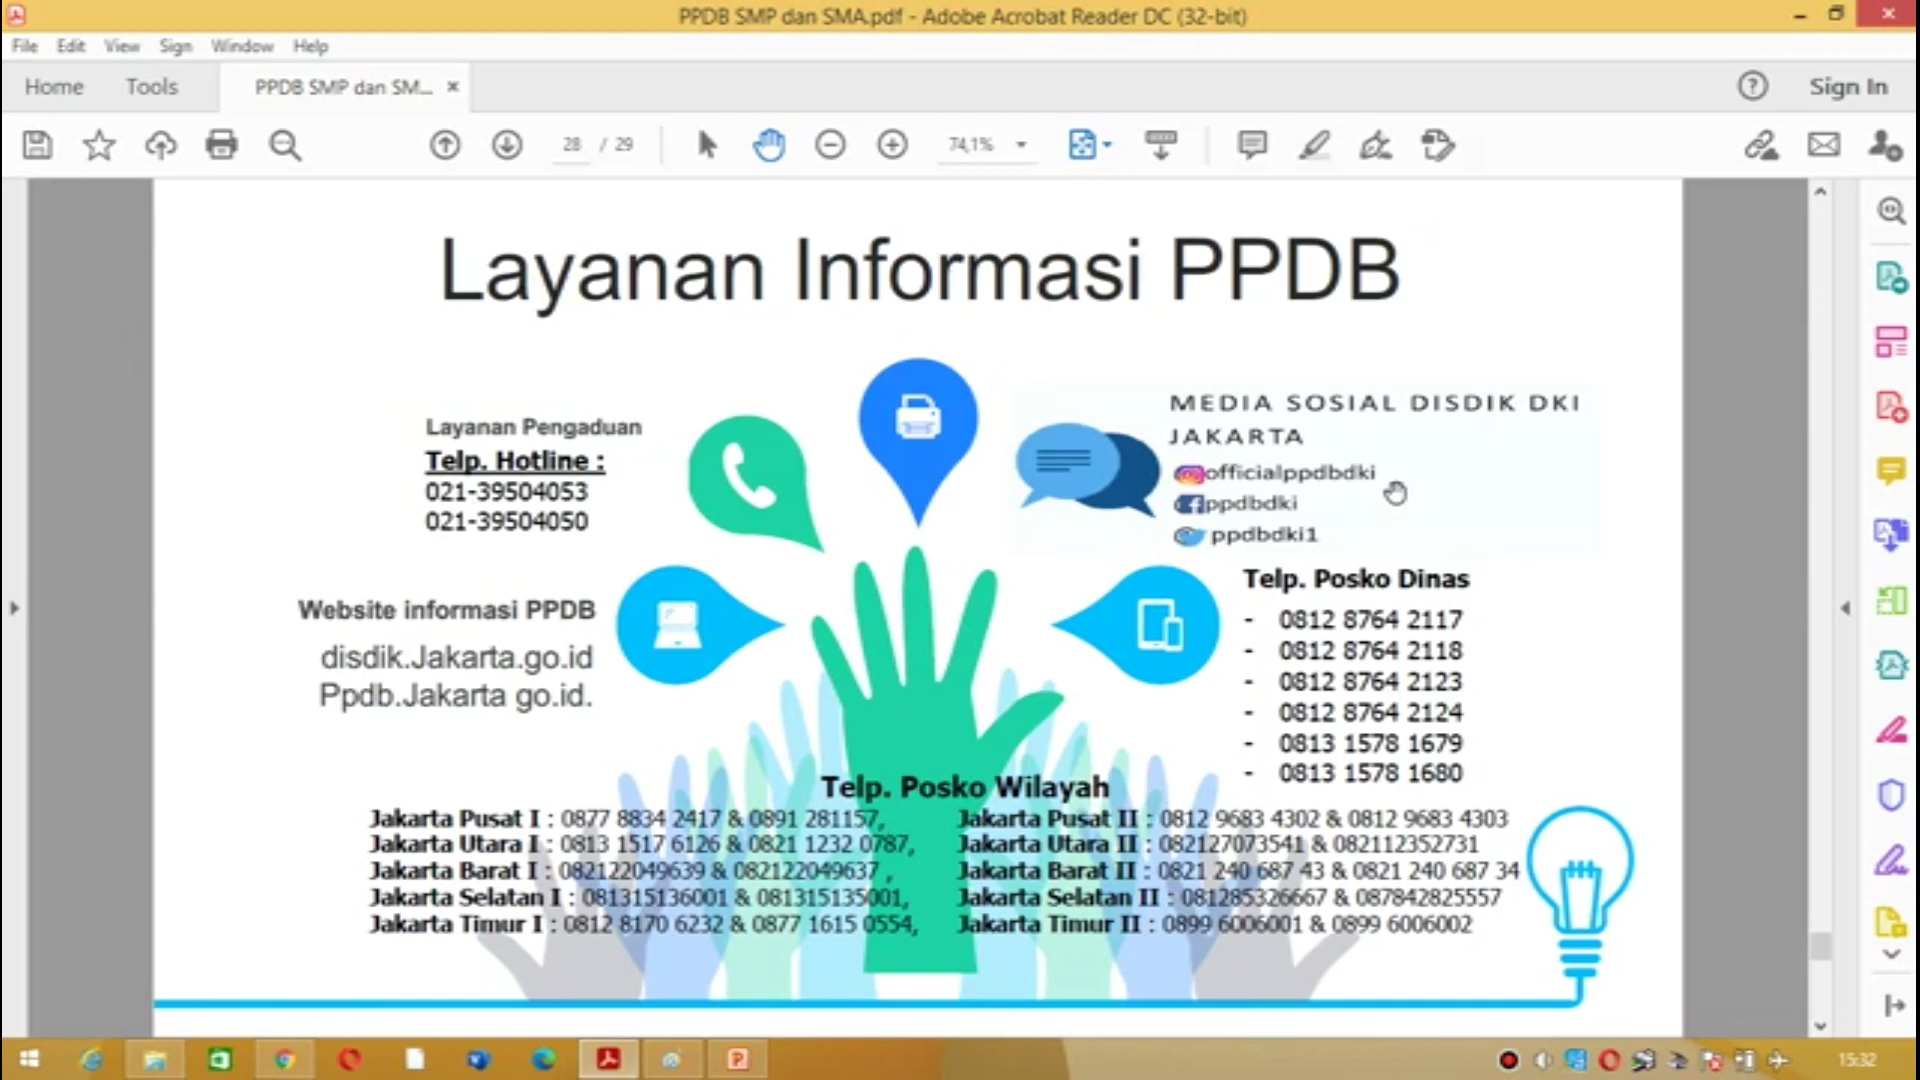 PPDB SMP dan SMA.pdf - Adobe Acrobat Reader DC (32-bit)
File Edit View Sign Window Help
Home Tools PPDB SMP dan SM... × Sign In
28 / 29 74,1%
Layanan Informasi PPDB
Layanan Pengaduan
Telp. Hotline :
021-39504053
021-39504050
MEDIA SOSIAL DISDIK DKI
JAKARTA
officialppdbdki
ppdbdki
ppdbdki1
Website informasi PPDB
disdik.Jakarta.go.id
Ppdb.Jakarta go.id.
Telp. Posko Dinas
- 0812 8764 2117
- 0812 8764 2118
- 0812 8764 2123
- 0812 8764 2124
- 0813 1578 1679
- 0813 1578 1680
Telp. Posko Wilayah
Jakarta Pusat I : 0877 8834 2417 & 0891 281157, Jakarta Pusat II : 0812 9683 4302 & 0812 9683 4303
Jakarta Utara I : 0813 1517 6126 & 0821 1232 0787, Jakarta Utara II : 082127073541 & 082112352731
Jakarta Barat I : 082122049639 & 082122049637 , Jakarta Barat II : 0821 240 687 43 & 0821 240 687 34
Jakarta Selatan I : 081315136001 & 081315135001, Jakarta Selatan II : 081285326667 & 087842825557
Jakarta Timur I : 0812 8170 6232 & 0877 1615 0554, Jakarta Timur II : 0899 6006001 & 0899 6006002
15:32